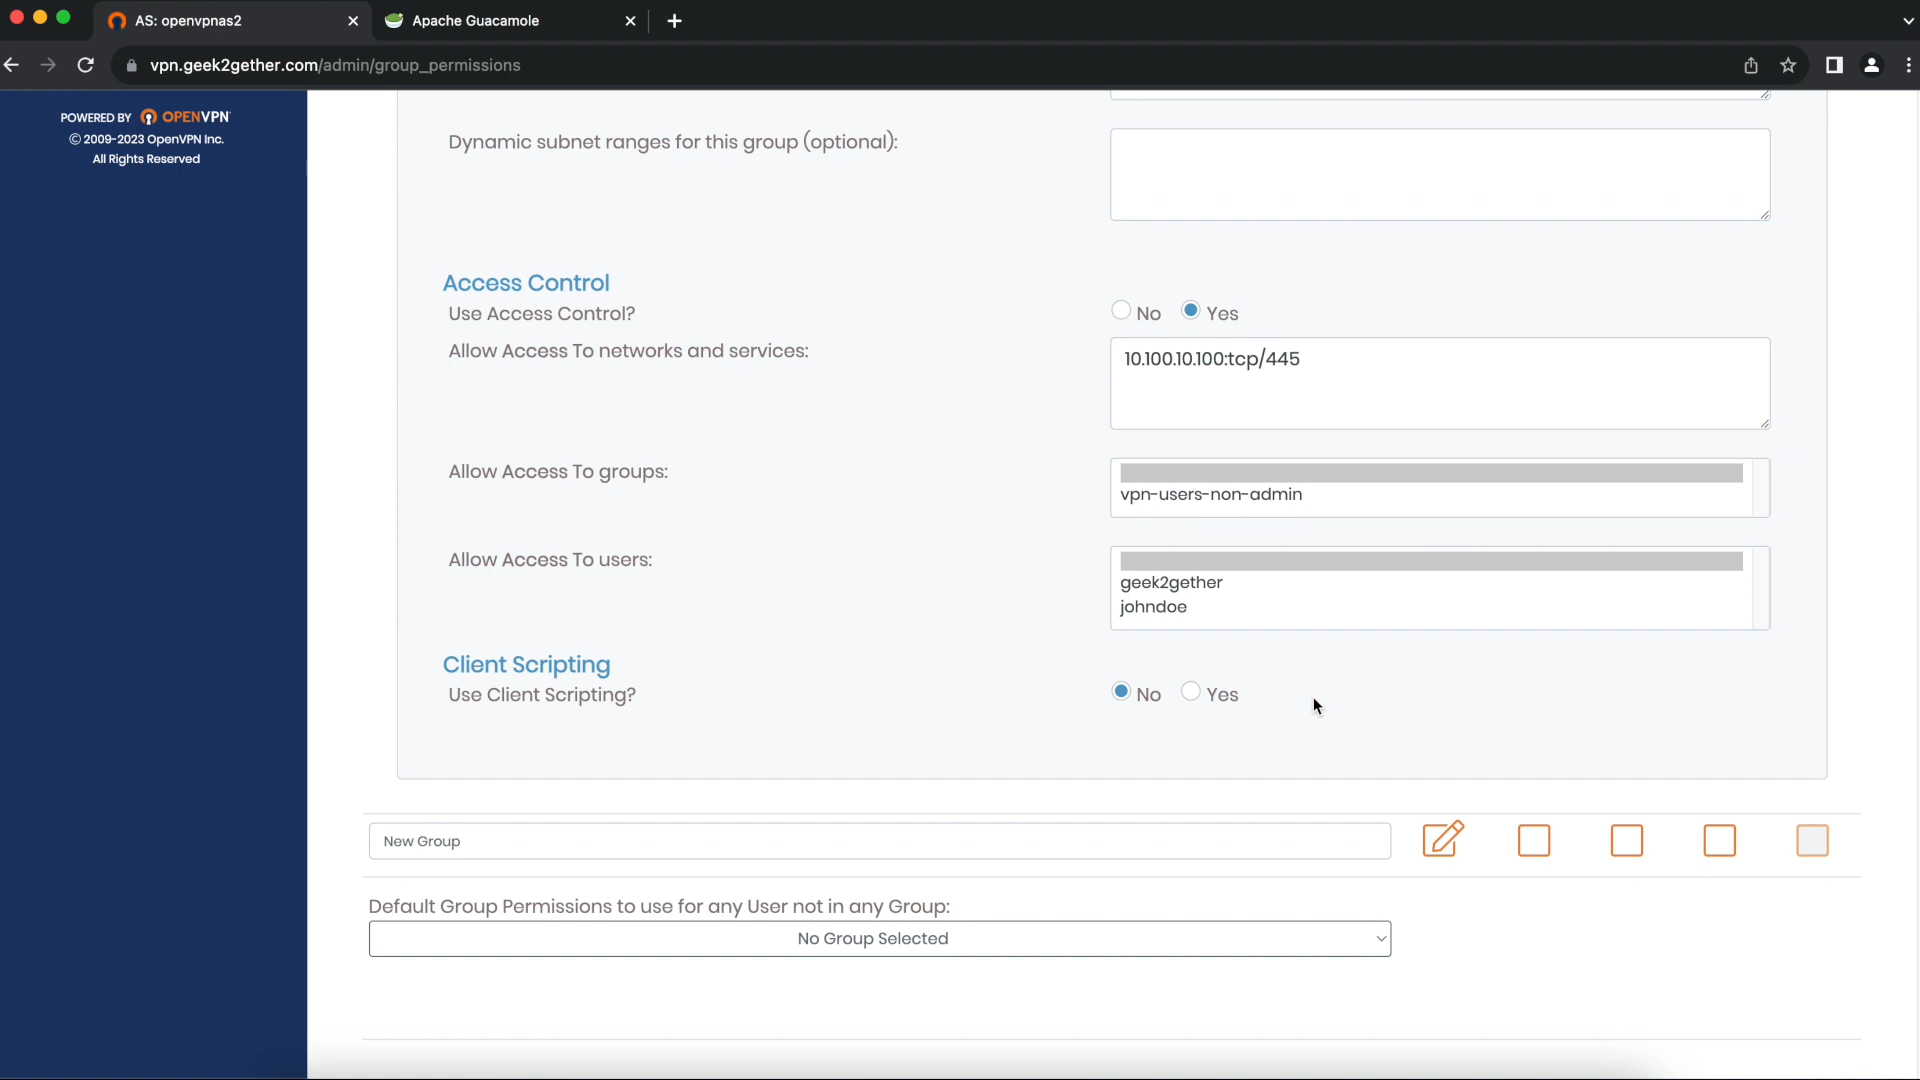 AS: openvpnas2
Apache Guacamole
vpn.geek2gether.com/admin/group_permissions
POWERED BY OPENVPN
© 2009-2023 OpenVPN Inc.
All Rights Reserved
Dynamic subnet ranges for this group (optional):
Access Control
Use Access Control?
No Yes
Allow Access To networks and services:
10.100.10.100:tcp/445
Allow Access To groups:
vpn-users-non-admin
Allow Access To users:
geek2gether
johndoe
Client Scripting
Use Client Scripting?
No Yes
New Group
Default Group Permissions to use for any User not in any Group:
No Group Selected